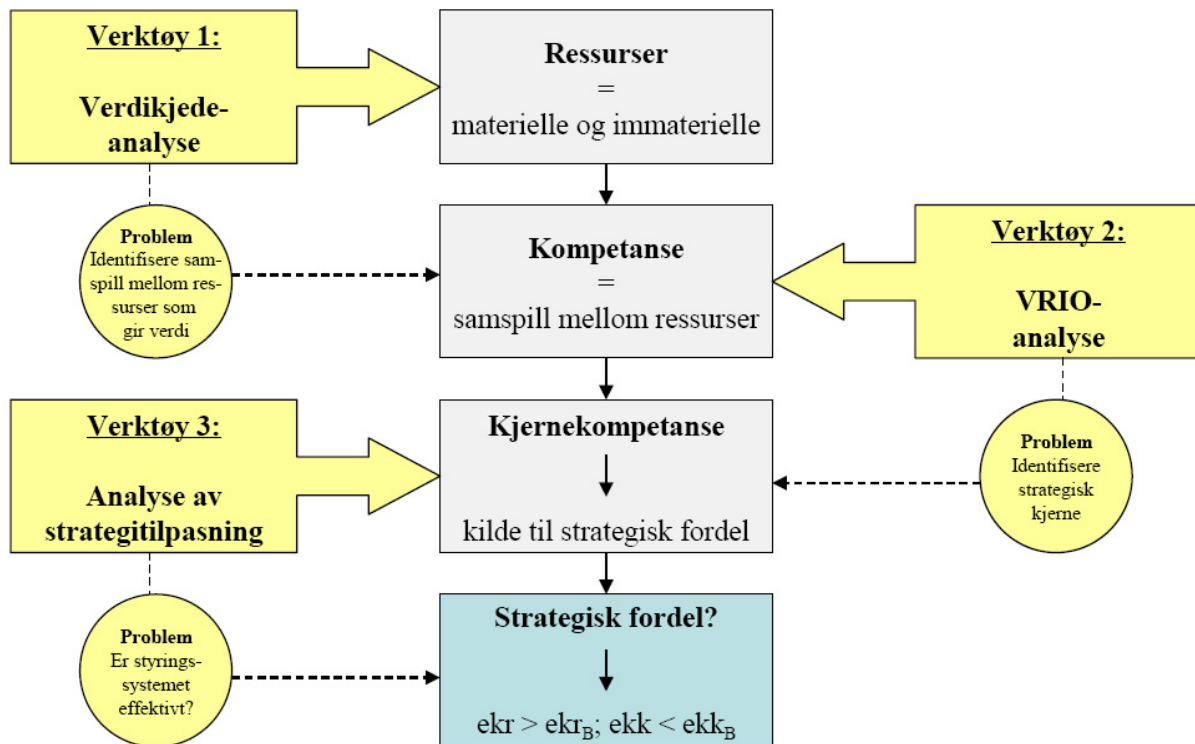 Verktøy 1:
Verdikjede-
analyse
Ressurser
=
materielle og immaterielle
Problem
Identifisere sam-
spill mellom res-
surser som
gir verdi
Kompetanse
=
samspill mellom ressurser
Verktøy 2:
VRIO-
analyse
Verktøy 3:
Analyse av
strategitilpasning
Kjernekompetanse
kilde til strategisk fordel
Problem
Identifisere
strategisk
kjerne
Problem
Er styrings-
systemet
effektivt?
Strategisk fordel?
ekr > ekrB; ekk < ekkB